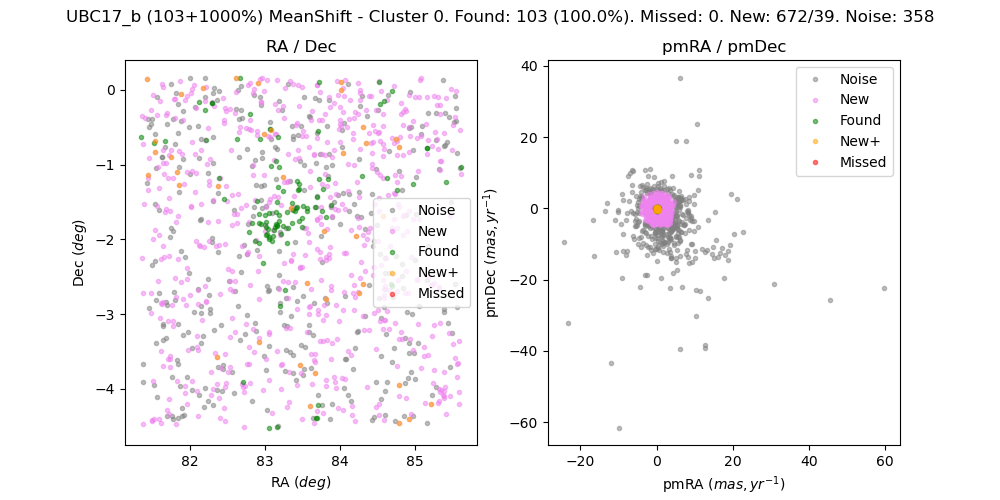 UBC17_b (103+1000%) MeanShift - Cluster 0. Found: 103 (100.0%). Missed: 0. New: 672/39. Noise: 358
RA / Dec
0
−1
−2
−3
−4
Dec (deg)
82
83
84
85
RA (deg)
Noise
New
Found
New+
Missed
pmRA / pmDec
40
20
0
−20
−40
−60
pmDec (mas, yr⁻¹)
−20
0
20
40
60
pmRA (mas, yr⁻¹)
Noise
New
Found
New+
Missed